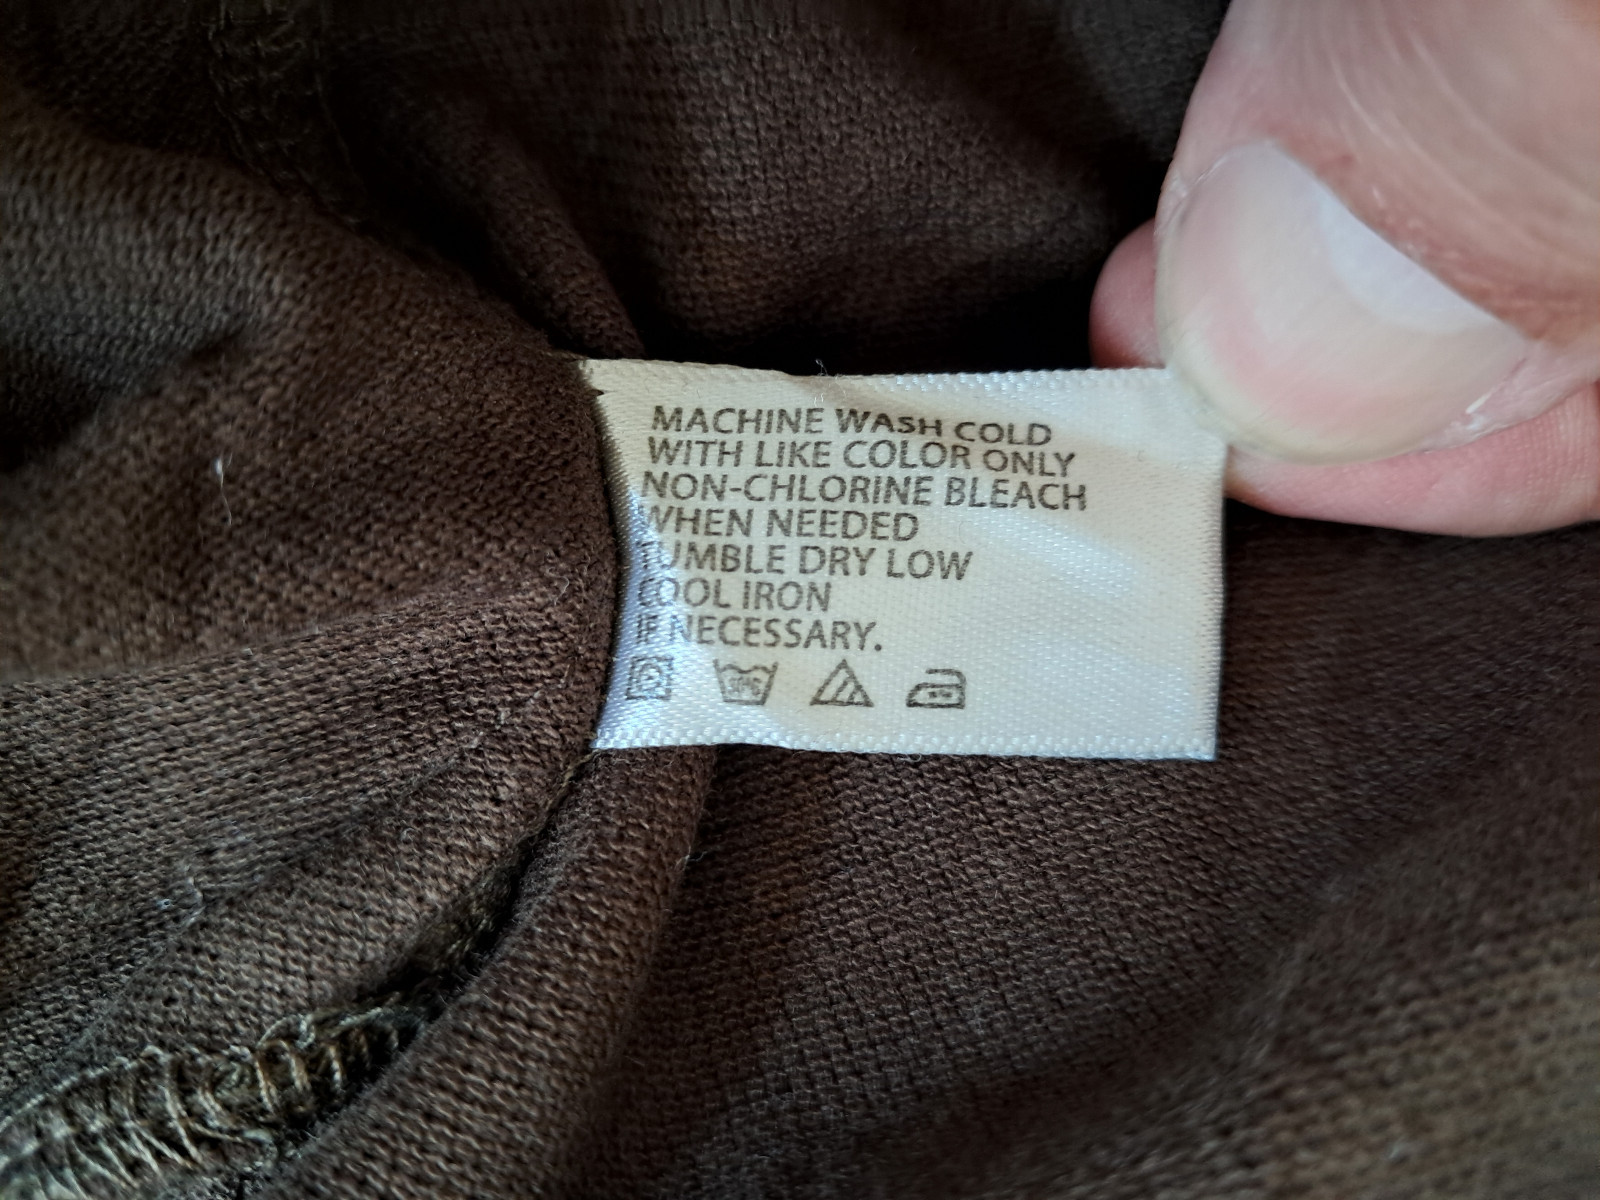 MACHINE WASH COLD
WITH LIKE COLOR ONLY
NON-CHLORINE BLEACH
WHEN NEEDED
TUMBLE DRY LOW
COOL IRON
IF NECESSARY.